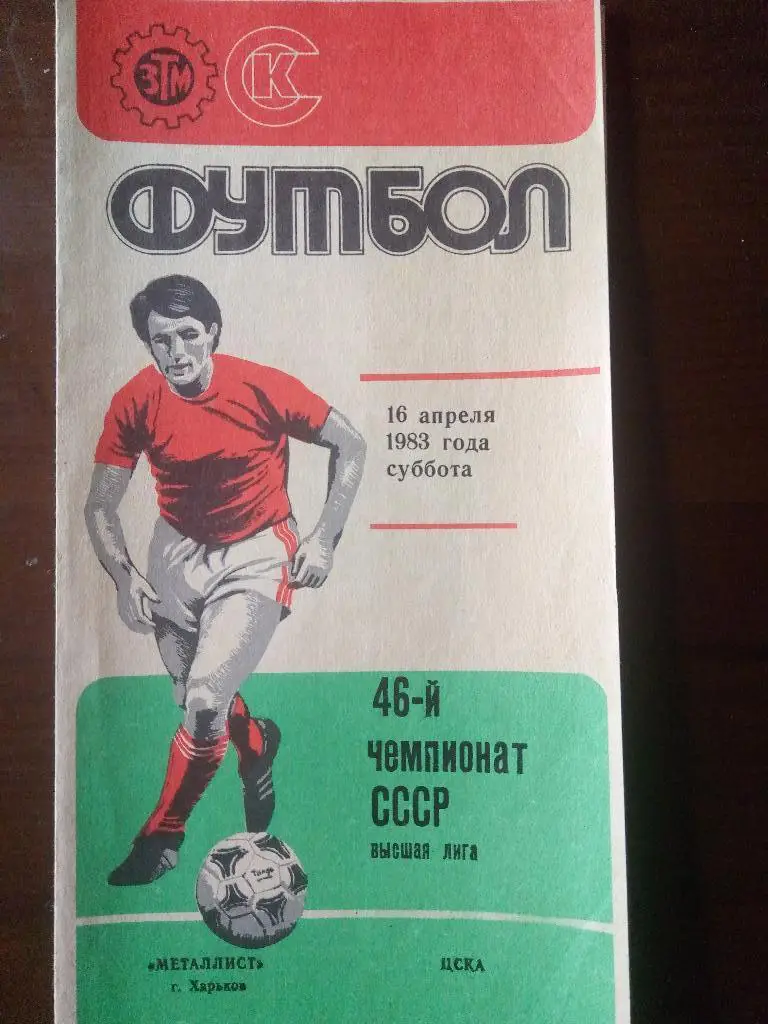 ЗТМ
СК
ФУТБОЛ
16 апреля
1983 года
суббота
46-й
чемпионат
СССР
высшая лига
tango
«МЕТАЛЛИСТ» ЦСКА
г. Харьков